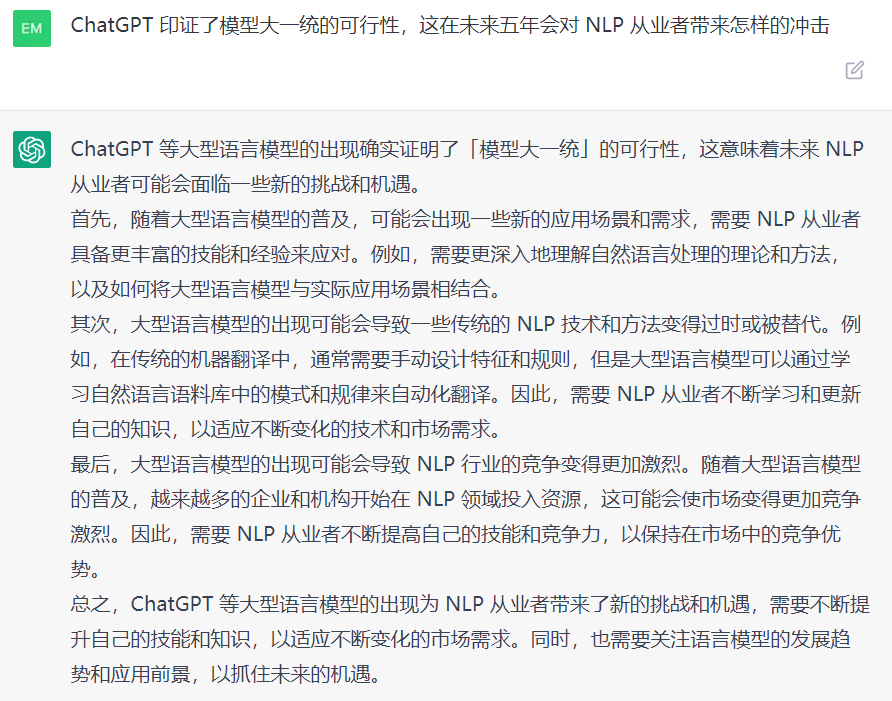 EM
ChatGPT 印证了模型大一统的可行性，这在未来五年会对 NLP 从业者带来怎样的冲击
ChatGPT 等大型语言模型的出现确实证明了「模型大一统」的可行性，这意味着未来 NLP
从业者可能会面临一些新的挑战和机遇。
首先，随着大型语言模型的普及，可能会出现一些新的应用场景和需求，需要 NLP 从业者
具备更丰富的技能和经验来应对。例如，需要更深入地理解自然语言处理的理论和方法，
以及如何将大型语言模型与实际应用场景相结合。
其次，大型语言模型的出现可能会导致一些传统的 NLP 技术和方法变得过时或被替代。例
如，在传统的机器翻译中，通常需要手动设计特征和规则，但是大型语言模型可以通过学
习自然语言语料库中的模式和规律来自动化翻译。因此，需要 NLP 从业者不断学习和更新
自己的知识，以适应不断变化的技术和市场需求。
最后，大型语言模型的出现可能会导致 NLP 行业的竞争变得更加激烈。随着大型语言模型
的普及，越来越多的企业和机构开始在 NLP 领域投入资源，这可能会使市场变得更加竞争
激烈。因此，需要 NLP 从业者不断提高自己的技能和竞争力，以保持在市场中的竞争优
势。
总之，ChatGPT 等大型语言模型的出现为 NLP 从业者带来了新的挑战和机遇，需要不断提
升自己的技能和知识，以适应不断变化的市场需求。同时，也需要关注语言模型的发展趋
势和应用前景，以抓住未来的机遇。